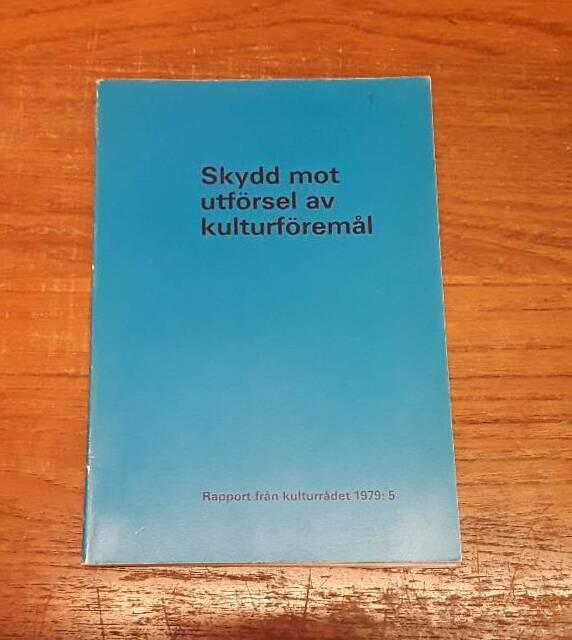 Skydd mot
utförsel av
kulturföremål
Rapport från kulturrådet 1979:5